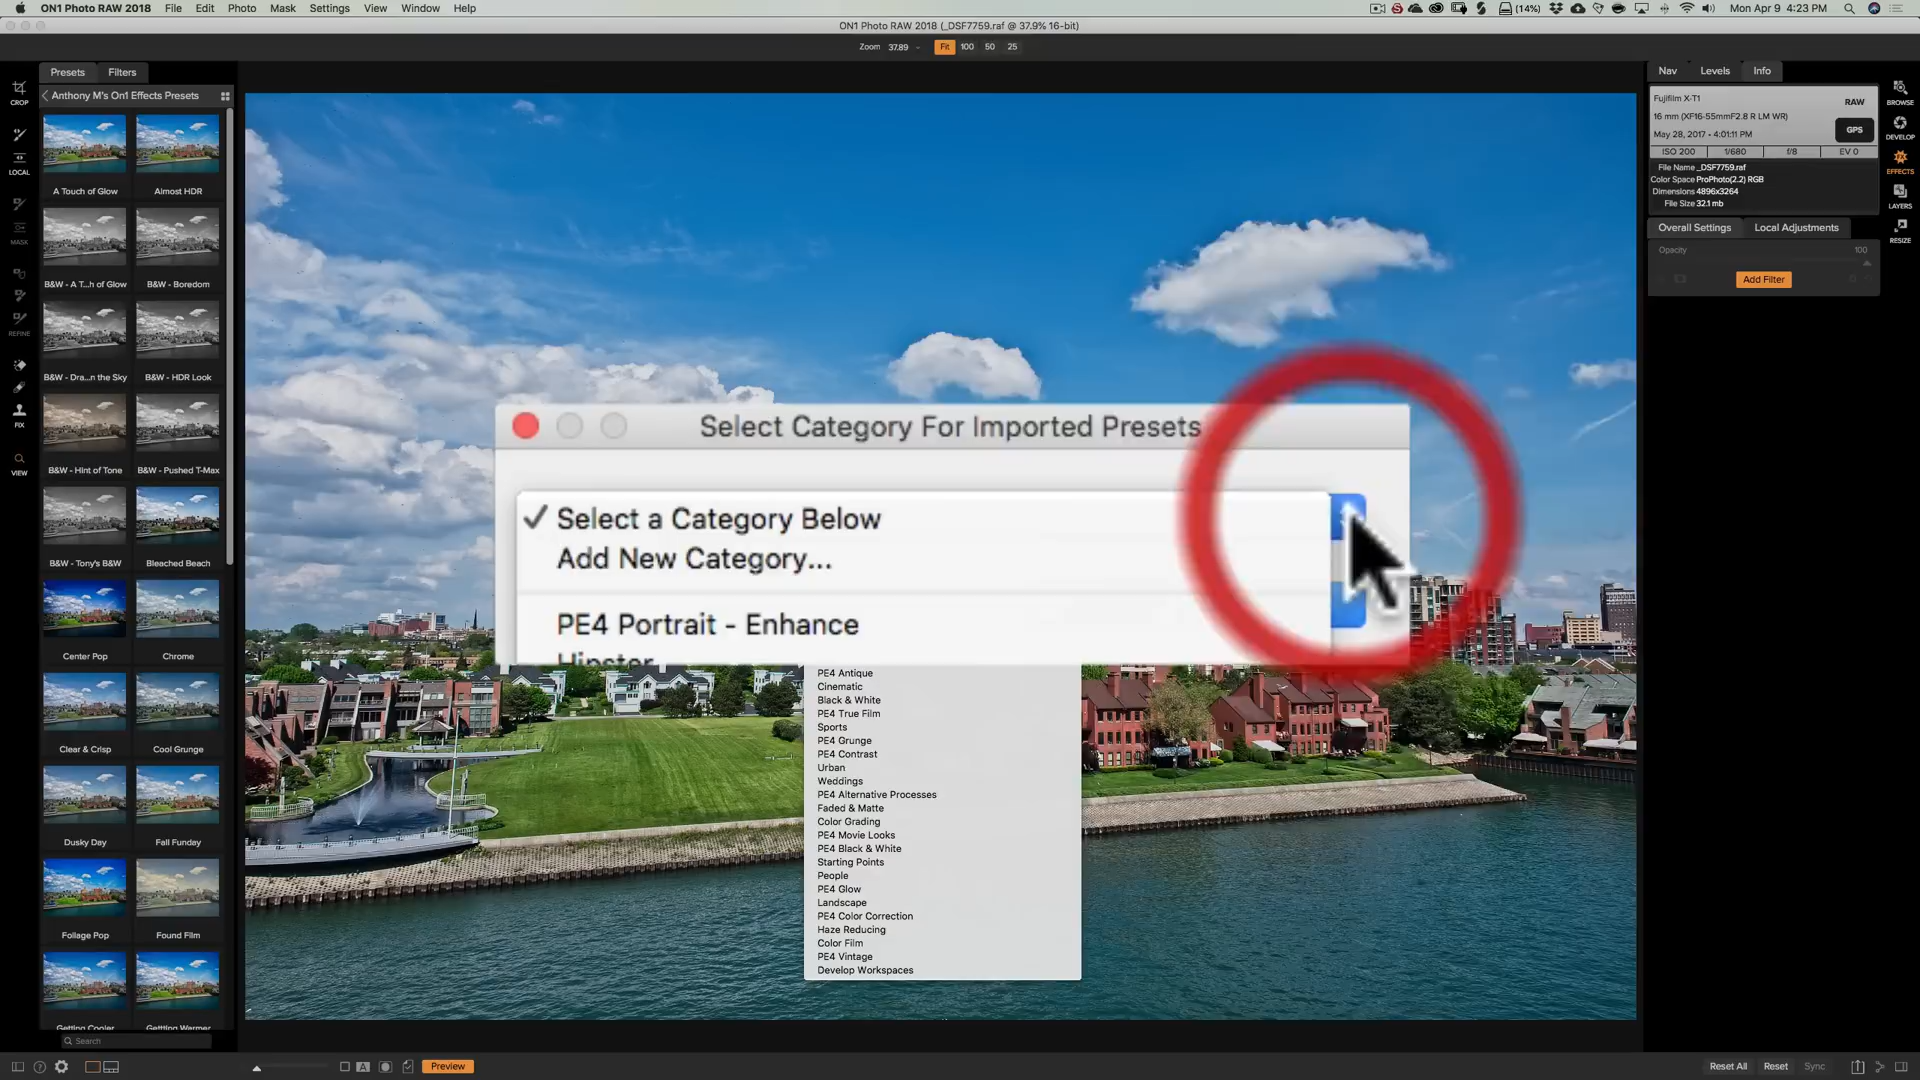 ON1 Photo RAW 2018 File Edit Photo Mask Settings View Window Help
(14%) Mon Apr 9 4:23 PM
ON1 Photo RAW 2018 (_DSF7759.raf @ 37.9% 16-bit)
Zoom 37.89 Fit 100 50 25
Presets Filters
Anthony M's On1 Effects Presets
A Touch of Glow Almost HDR
B&W - A T...h of Glow B&W - Boredom
B&W - Dra...n the Sky B&W - HDR Look
B&W - Hint of Tone B&W - Pushed T-Max
B&W - Tony's B&W Bleached Beach
Center Pop Chrome
Clear & Crisp Cool Grunge
Dusky Day Fall Funday
Foliage Pop Found Film
Getting Cooler Getting Warmer
Search
CROP
LOCAL
MASK
REFINE
FIX
VIEW
Select Category For Imported Presets
✓ Select a Category Below
Add New Category...
PE4 Portrait - Enhance
Hipster
PE4 Antique
Cinematic
Black & White
PE4 True Film
Sports
PE4 Grunge
PE4 Contrast
Urban
Weddings
PE4 Alternative Processes
Faded & Matte
Color Grading
PE4 Movie Looks
PE4 Black & White
Starting Points
People
PE4 Glow
Landscape
PE4 Color Correction
Haze Reducing
Color Film
PE4 Vintage
Develop Workspaces
Nav Levels Info
Fujifilm X-T1 RAW
16 mm (XF16-55mmF2.8 R LM WR)
May 28, 2017 - 4:01:11 PM GPS
ISO 200 1/680 f/8 EV 0
File Name _DSF7759.raf
Color Space ProPhoto(2.2) RGB
Dimensions 4896x3264
File Size 32.1 mb
Overall Settings Local Adjustments
Opacity 100
Add Filter
BROWSE
DEVELOP
EFFECTS
LAYERS
RESIZE
A Preview
Reset All Reset Sync